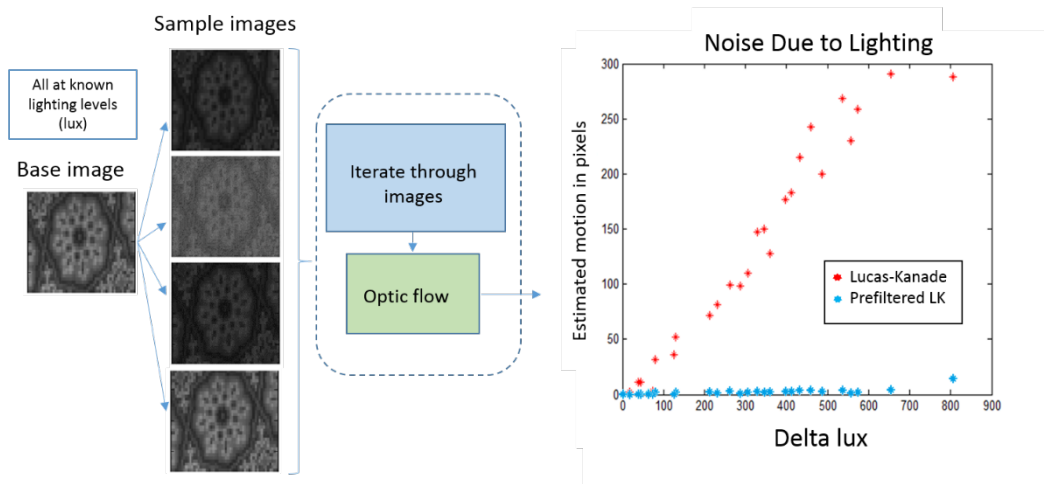 Sample images
All at known
lighting levels
(lux)
Base image
Iterate through
images
Optic flow
Noise Due to Lighting
Estimated motion in pixels
300
250
200
150
100
50
0
0 100 200 300 400 500 600 700 800 900
Lucas-Kanade
Prefiltered LK
Delta lux